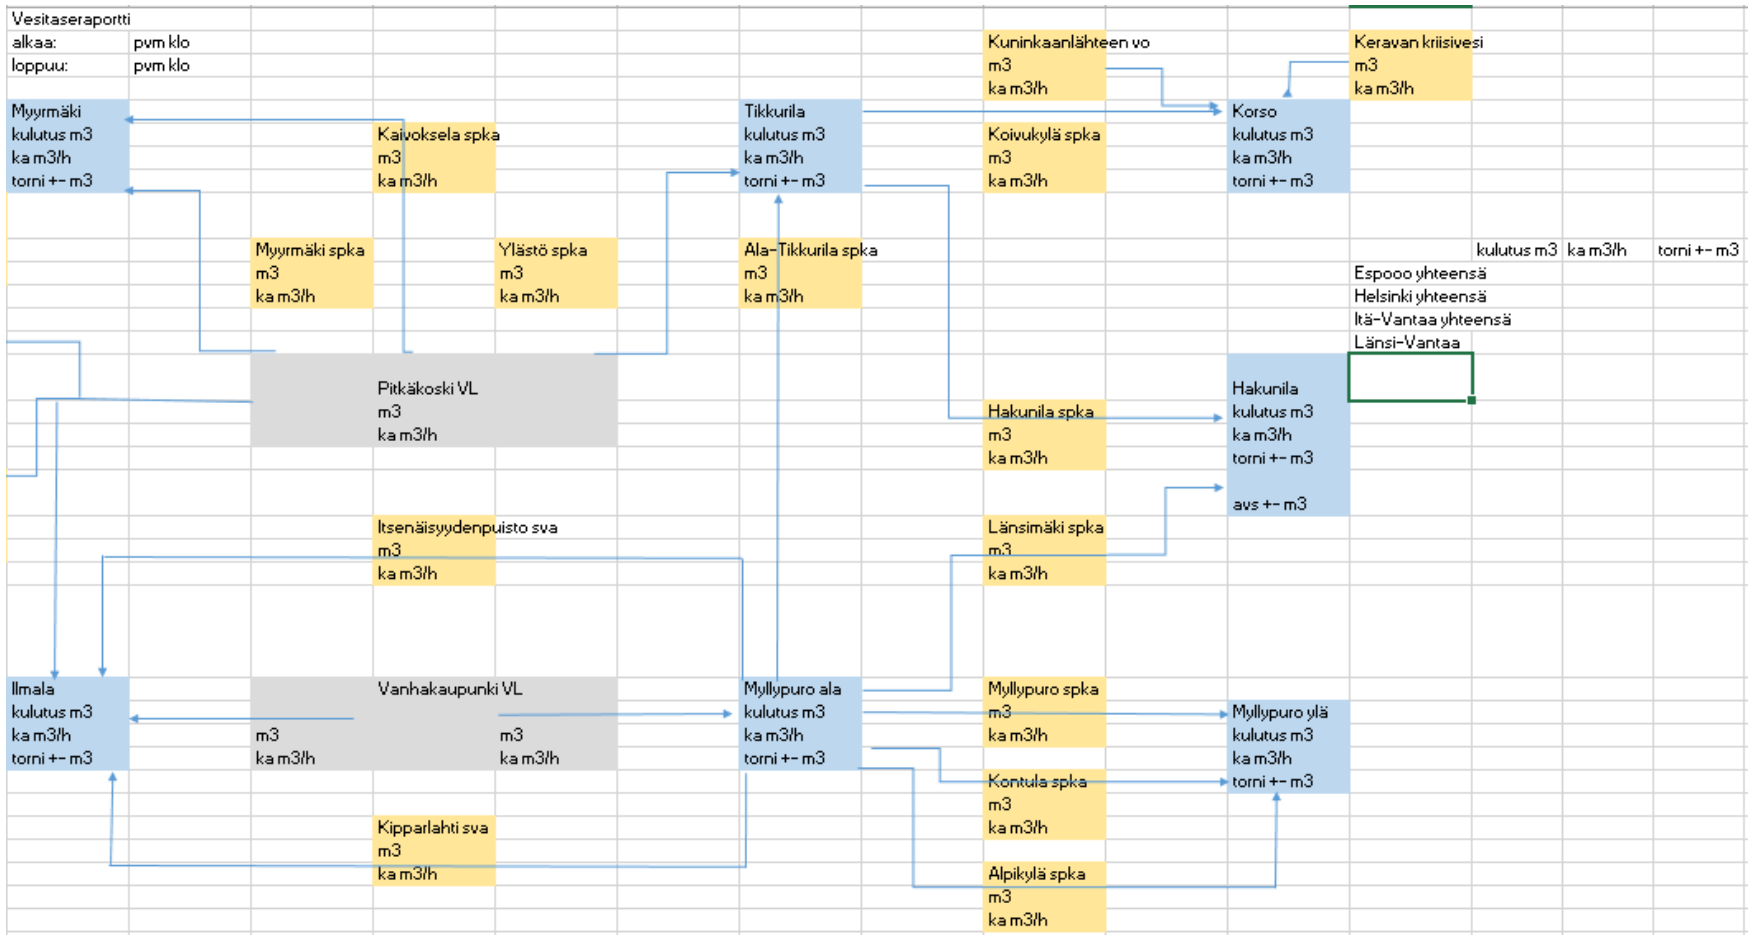 Vesitaseraportti
alkaa: pvm klo
loppuu: pvm klo
Kuninkaanlähteen vo
m3
ka m3/h
Keravan kriisivesi
m3
ka m3/h
Myyrmäki
kulutus m3
ka m3/h
torni +- m3
Kaivoksela spka
m3
ka m3/h
Tikkurila
kulutus m3
ka m3/h
torni +- m3
Koivukylä spka
m3
ka m3/h
Korso
kulutus m3
ka m3/h
torni +- m3
Myyrmäki spka
m3
ka m3/h
Ylästö spka
m3
ka m3/h
Ala-Tikkurila spka
m3
ka m3/h
kulutus m3 ka m3/h torni +- m3
Espooo yhteensä
Helsinki yhteensä
Itä-Vantaa yhteensä
Länsi-Vantaa
Pitkäkoski VL
m3
ka m3/h
Hakunila spka
m3
ka m3/h
Hakunila
kulutus m3
ka m3/h
torni +- m3
avs +- m3
Itsenäisyydenpuisto sva
m3
ka m3/h
Länsimäki spka
m3
ka m3/h
Ilmala
kulutus m3
ka m3/h
torni +- m3
Vanhakaupunki VL
m3 m3
ka m3/h ka m3/h
Myllypuro ala
kulutus m3
ka m3/h
torni +- m3
Myllypuro spka
m3
ka m3/h
Myllypuro ylä
kulutus m3
ka m3/h
torni +- m3
Kontula spka
m3
ka m3/h
Kipparlahti sva
m3
ka m3/h
Alpikylä spka
m3
ka m3/h